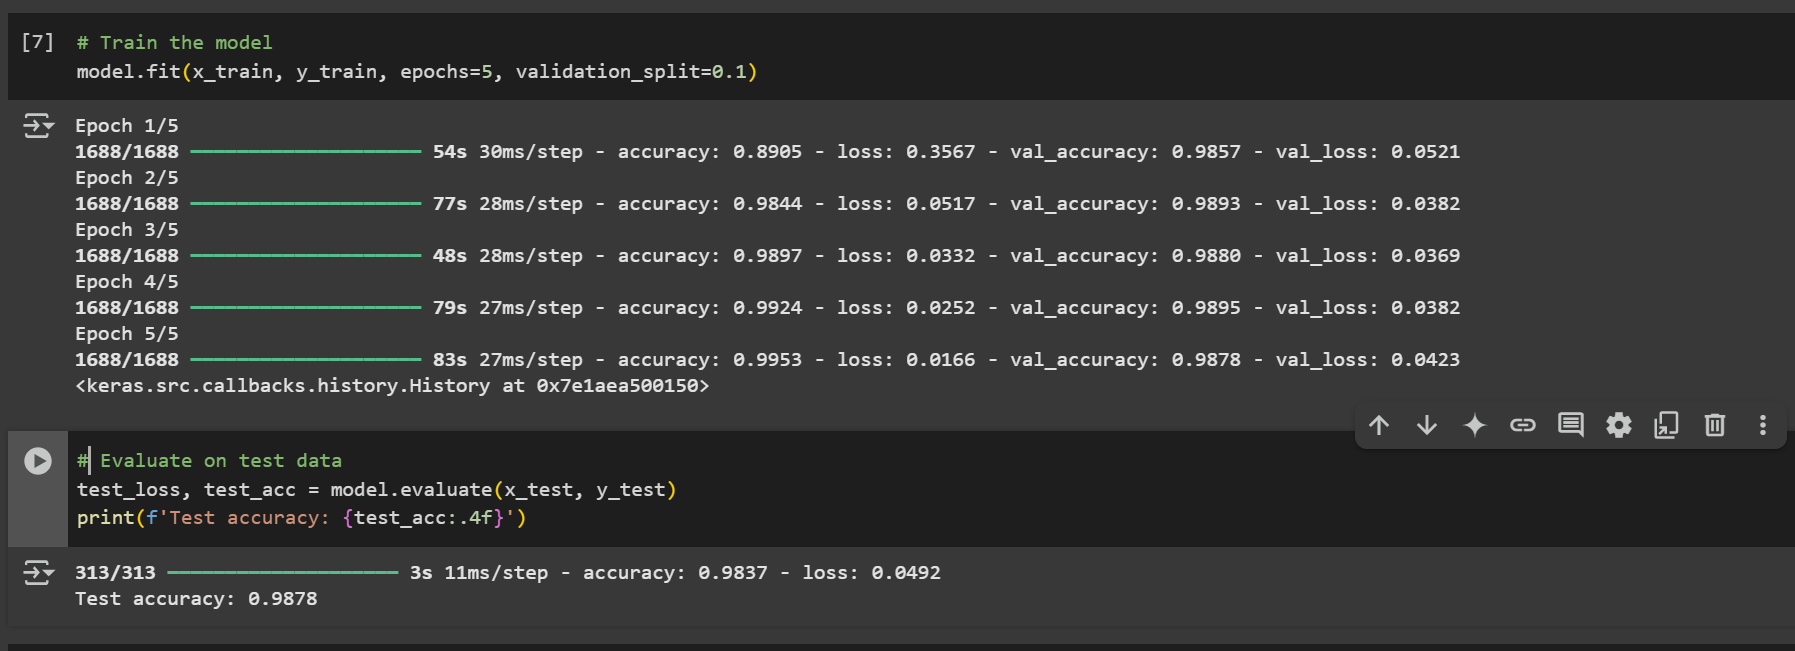 [7] # Train the model
model.fit(x_train, y_train, epochs=5, validation_split=0.1)
Epoch 1/5
1688/1688 54s 30ms/step - accuracy: 0.8905 - loss: 0.3567 - val_accuracy: 0.9857 - val_loss: 0.0521
Epoch 2/5
1688/1688 77s 28ms/step - accuracy: 0.9844 - loss: 0.0517 - val_accuracy: 0.9893 - val_loss: 0.0382
Epoch 3/5
1688/1688 48s 28ms/step - accuracy: 0.9897 - loss: 0.0332 - val_accuracy: 0.9880 - val_loss: 0.0369
Epoch 4/5
1688/1688 79s 27ms/step - accuracy: 0.9924 - loss: 0.0252 - val_accuracy: 0.9895 - val_loss: 0.0382
Epoch 5/5
1688/1688 83s 27ms/step - accuracy: 0.9953 - loss: 0.0166 - val_accuracy: 0.9878 - val_loss: 0.0423
<keras.src.callbacks.history.History at 0x7e1aea500150>
# Evaluate on test data
test_loss, test_acc = model.evaluate(x_test, y_test)
print(f'Test accuracy: {test_acc:.4f}')
313/313 3s 11ms/step - accuracy: 0.9837 - loss: 0.0492
Test accuracy: 0.9878